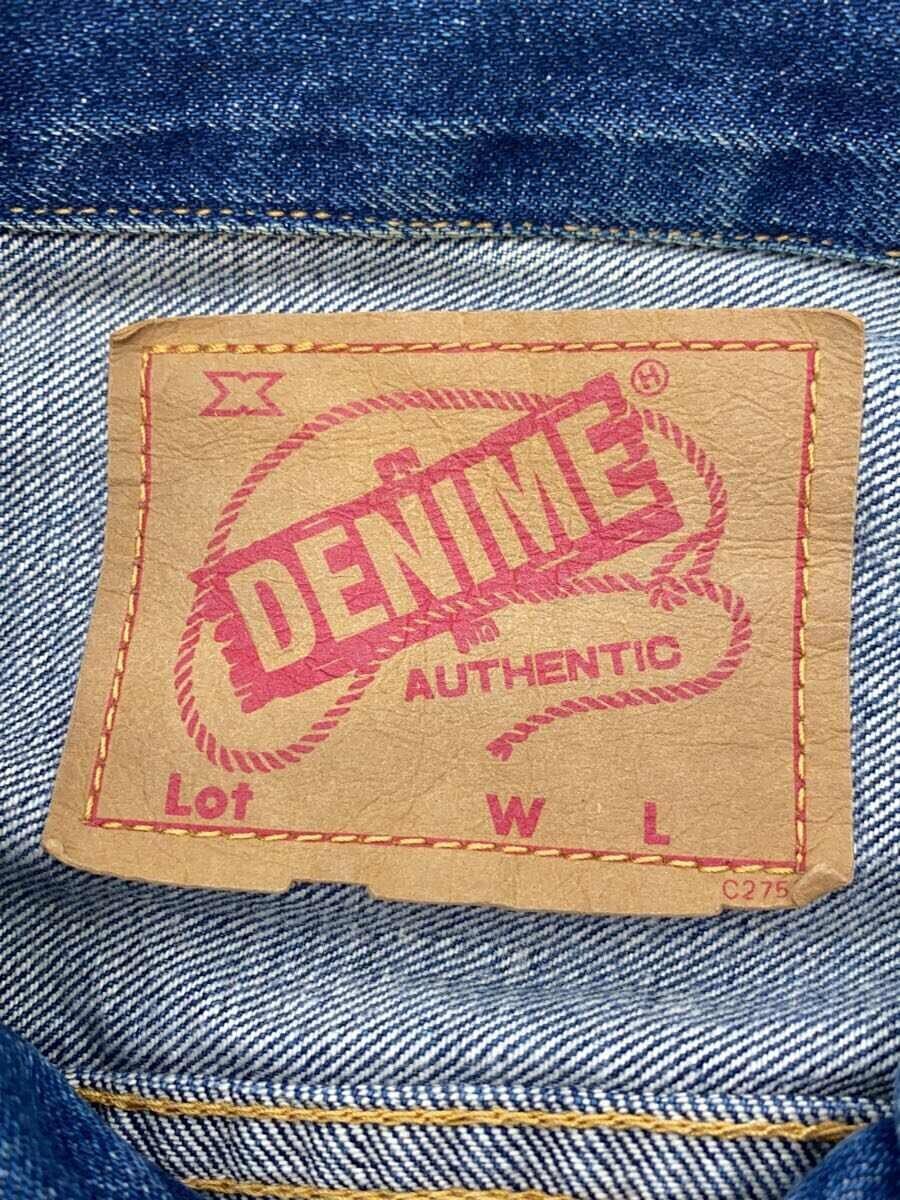 X
Ⓗ
DENIME
AUTHENTIC
Lot W L
C275